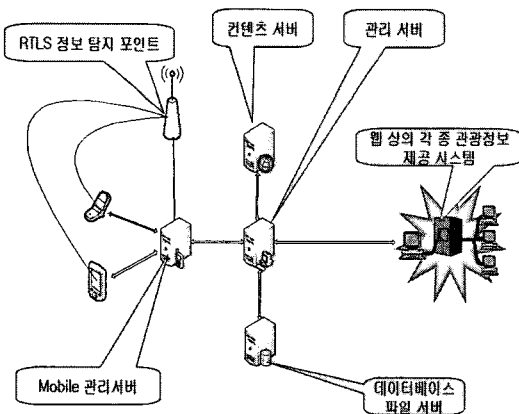 RTLS 정보 탐지 포인트
컨텐츠 서버
관리 서버
웹 상의 각 종 관광정보
제공 시스템
Mobile 관리서버
데이터베이스
파일 서버